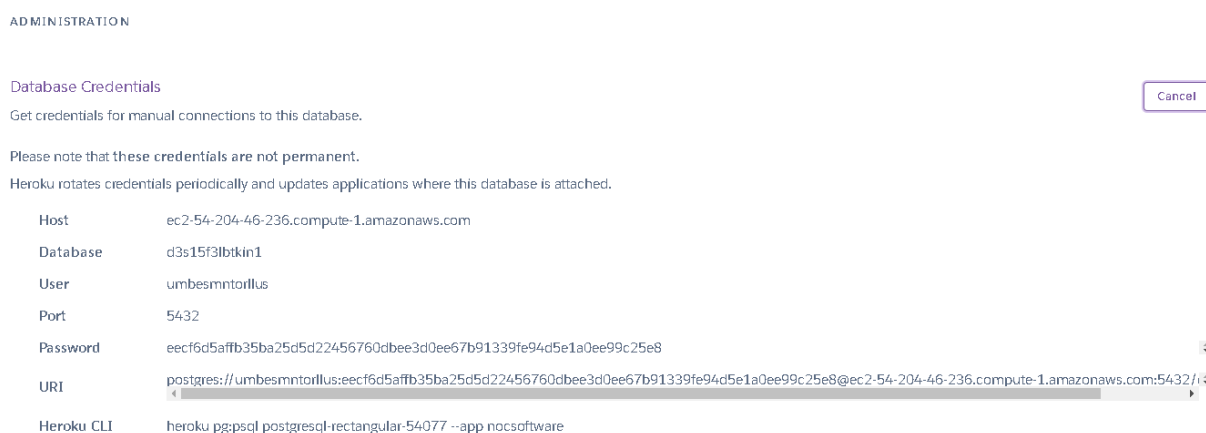 ADMINISTRATION
Database Credentials
Cancel
Get credentials for manual connections to this database.
Please note that these credentials are not permanent.
Heroku rotates credentials periodically and updates applications where this database is attached.
Host ec2-54-204-46-236.compute-1.amazonaws.com
Database d3s15f3lbtkin1
User umbesmntorllus
Port 5432
Password eecf6d5affb35ba25d5d22456760dbee3d0ee67b91339fe94d5e1a0ee99c25e8
URI postgres://umbesmntorllus:eecf6d5affb35ba25d5d22456760dbee3d0ee67b91339fe94d5e1a0ee99c25e8@ec2-54-204-46-236.compute-1.amazonaws.com:5432/
Heroku CLI heroku pg:psql postgresql-rectangular-54077 --app nocsoftware